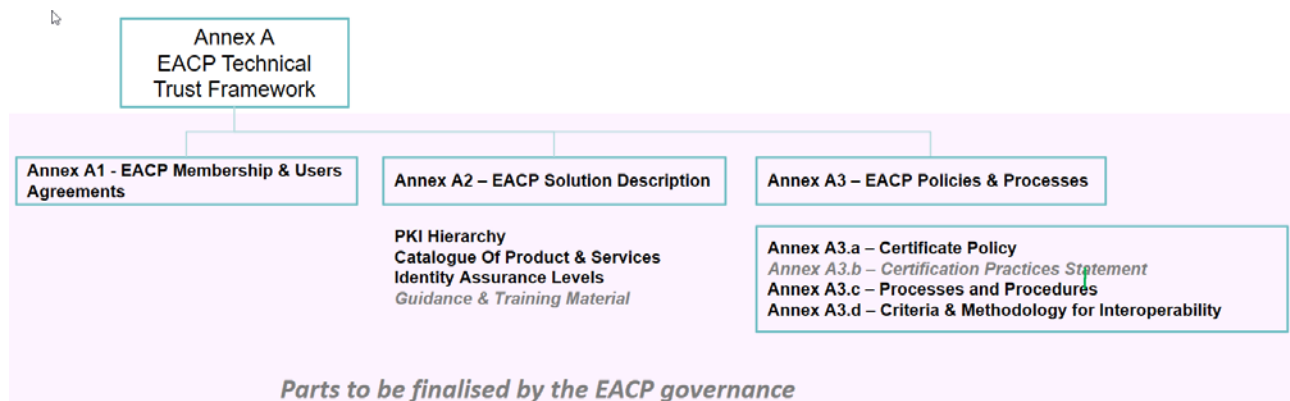 Annex A
EACP Technical
Trust Framework
Annex A1 - EACP Membership & Users
Agreements
Annex A2 – EACP Solution Description
Annex A3 – EACP Policies & Processes
PKI Hierarchy
Catalogue Of Product & Services
Identity Assurance Levels
Guidance & Training Material
Annex A3.a – Certificate Policy
Annex A3.b – Certification Practices Statement
Annex A3.c – Processes and Procedures
Annex A3.d – Criteria & Methodology for Interoperability
Parts to be finalised by the EACP governance